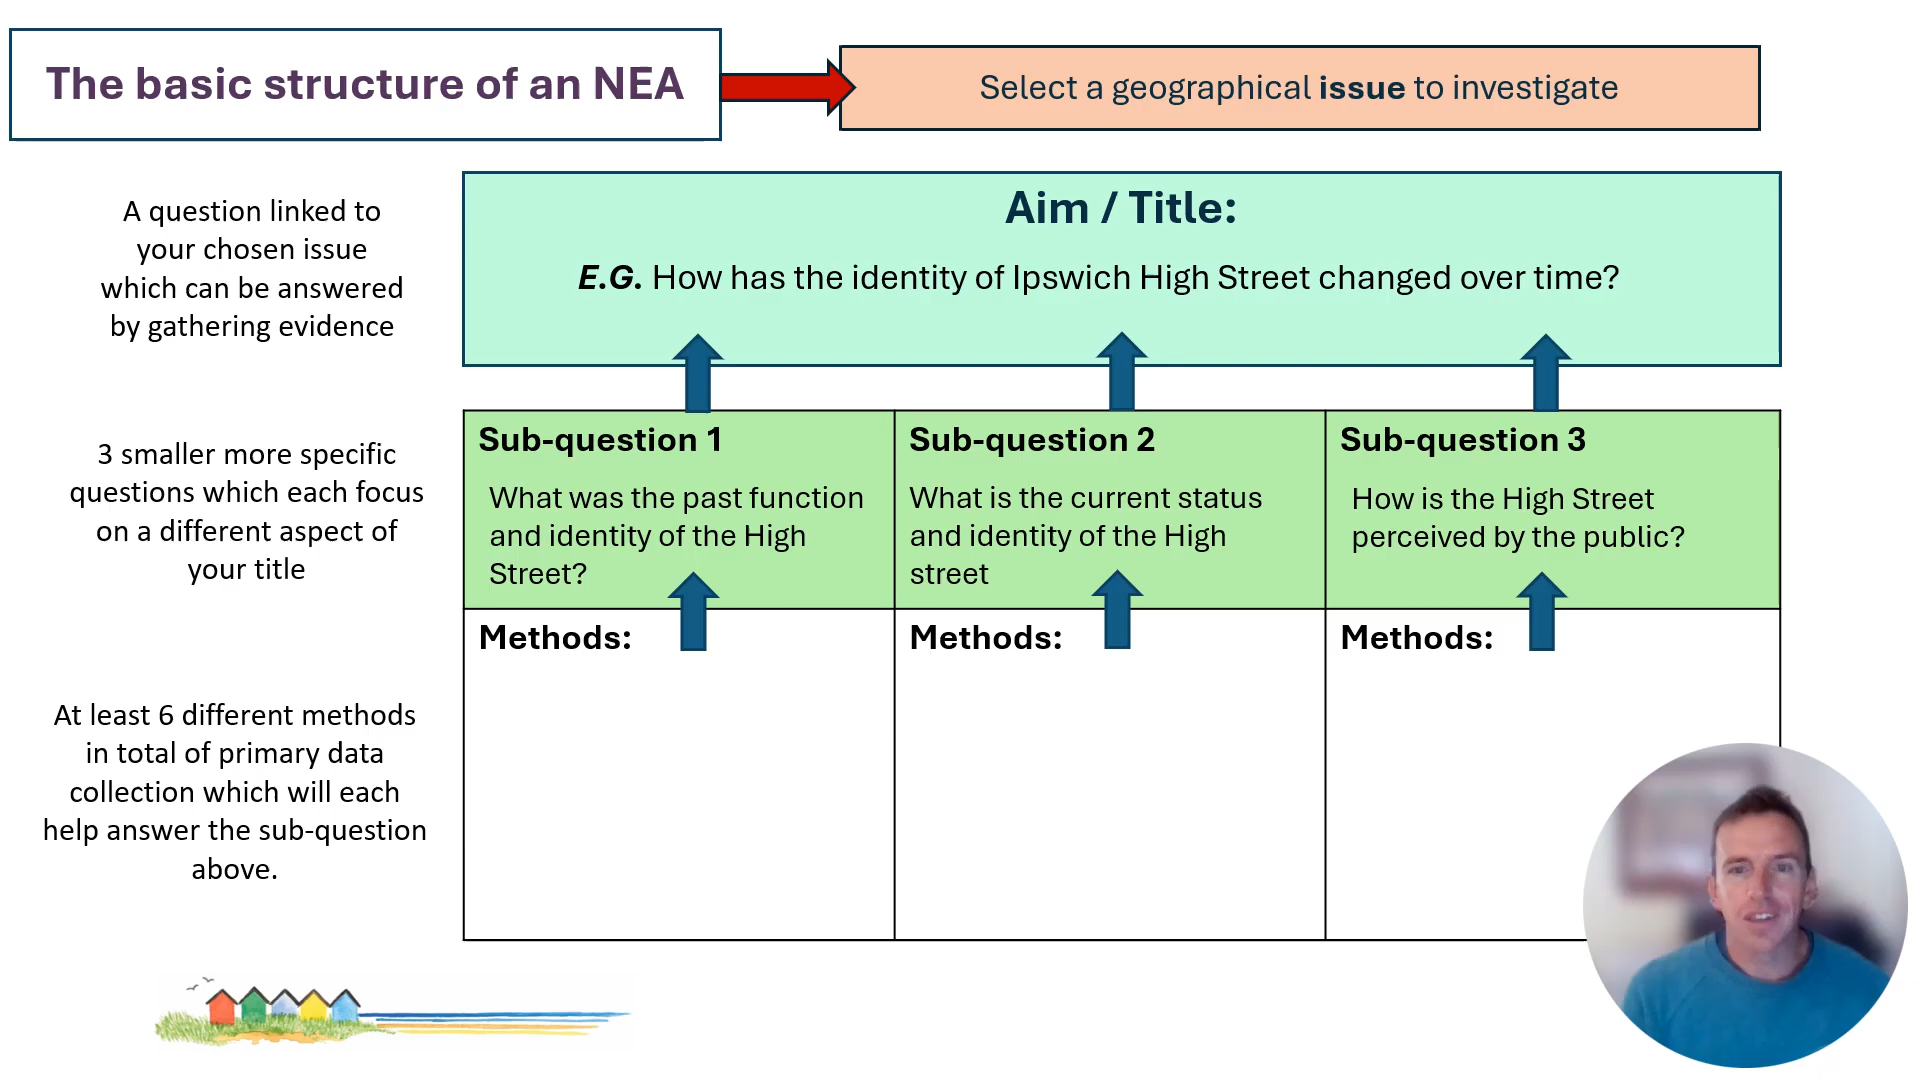 The basic structure of an NEA
Select a geographical issue to investigate
A question linked to
your chosen issue
which can be answered
by gathering evidence
Aim / Title:
E.G. How has the identity of Ipswich High Street changed over time?
3 smaller more specific
questions which each focus
on a different aspect of
your title
Sub-question 1
What was the past function
and identity of the High
Street?
Sub-question 2
What is the current status
and identity of the High
street
Sub-question 3
How is the High Street
perceived by the public?
At least 6 different methods
in total of primary data
collection which will each
help answer the sub-question
above.
Methods:
Methods:
Methods: